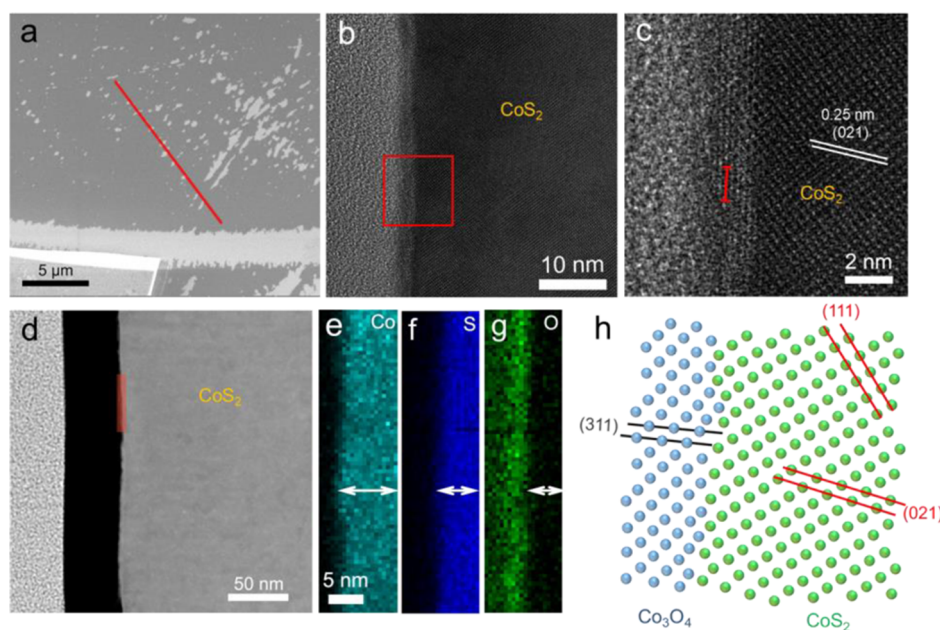 a
5 µm
b
CoS₂
10 nm
c
0.25 nm
(021)
CoS₂
2 nm
d
CoS₂
50 nm
e
Co
5 nm
f
S
g
O
h
(111)
(311)
(021)
Co₃O₄
CoS₂